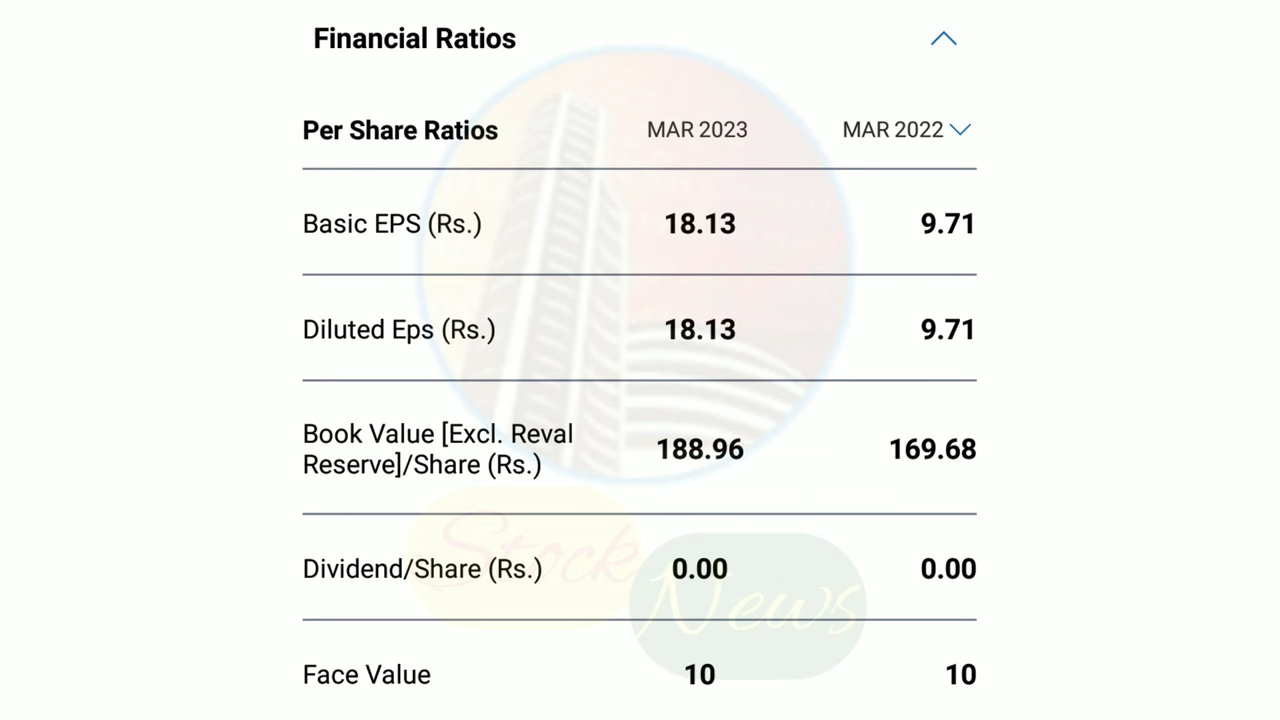 Financial Ratios
Per Share Ratios MAR 2023 MAR 2022
Basic EPS (Rs.) 18.13 9.71
Diluted Eps (Rs.) 18.13 9.71
Book Value [Excl. Reval
Reserve]/Share (Rs.) 188.96 169.68
Dividend/Share (Rs.) 0.00 0.00
Stock
News
Face Value 10 10